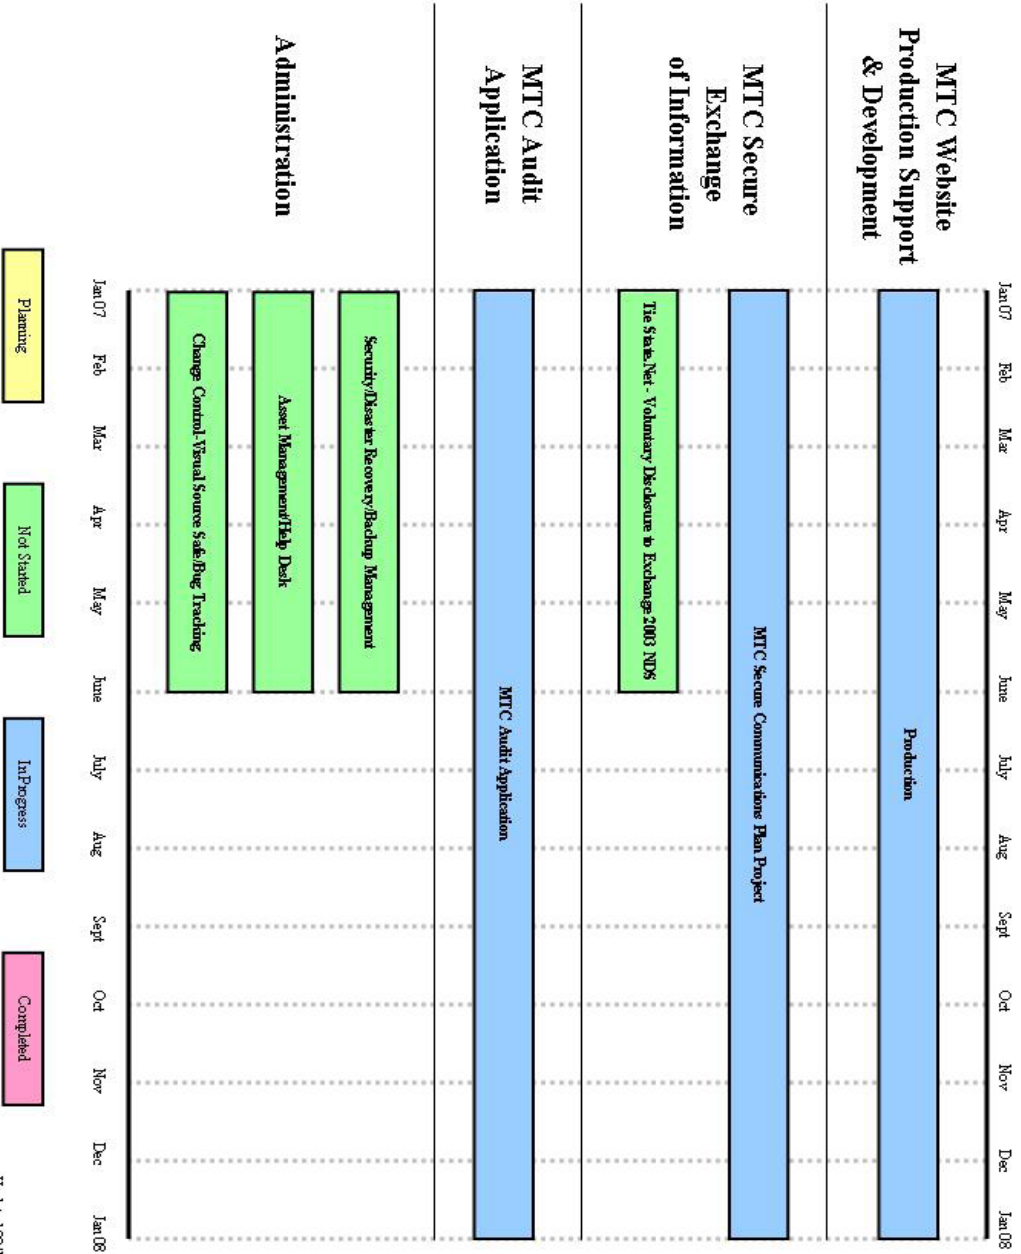 Jan 07
Feb
Mar
Apr
May
June
July
Aug
Sept
Oct
Nov
Dec
Jan 08
MTC Website
Production Support
& Development
Production
MTC Secure
Exchange
of Information
MTC Secure Communications Plan Project
Tie State.Net - Voluntary Disclosure to Exchange 2003 NDS
MTC Audit
Application
MTC Audit Application
Administration
Security/Disaster Recovery/Backup Management
Asset Management/Help Desk
Change Control-Visual Source Safe/Bug Tracking
Jan 07
Feb
Mar
Apr
May
June
July
Aug
Sept
Oct
Nov
Dec
Jan 08
Planning
Not Started
In Progress
Completed